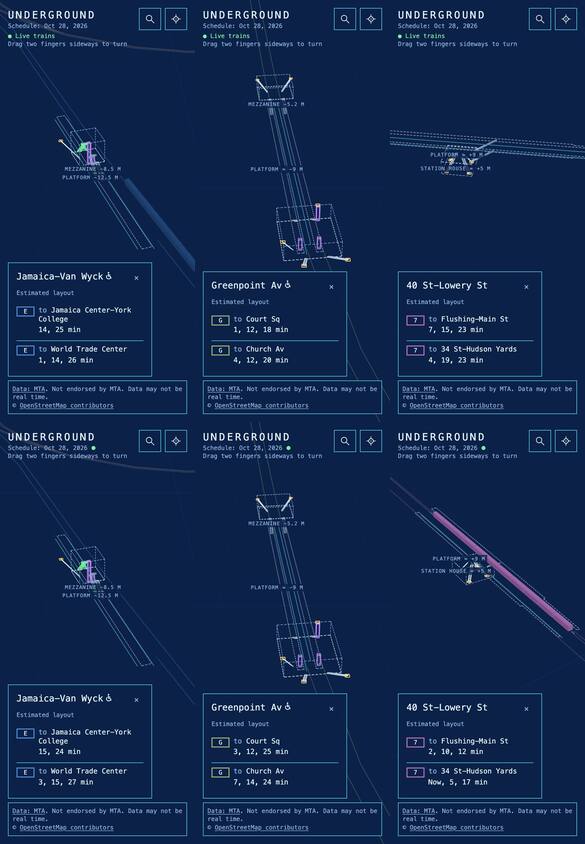 UNDERGROUND
Schedule: Oct 28, 2026
Live trains
Drag two fingers sideways to turn
MEZZANINE -8.5 M
PLATFORM -12.5 M
Jamaica-Van Wyck
×
Estimated layout
E to Jamaica Center-York
College
14, 25 min
E to World Trade Center
1, 14, 26 min
Data: MTA. Not endorsed by MTA. Data may not be
real time.
© OpenStreetMap contributors
UNDERGROUND
Schedule: Oct 28, 2026
Live trains
Drag two fingers sideways to turn
MEZZANINE -5.2 M
PLATFORM ≈ -9 M
Greenpoint Av
×
Estimated layout
G to Court Sq
1, 12, 18 min
G to Church Av
4, 12, 20 min
Data: MTA. Not endorsed by MTA. Data may not be
real time.
© OpenStreetMap contributors
UNDERGROUND
Schedule: Oct 28, 2026
Live trains
Drag two fingers sideways to turn
PLATFORM ≈ +9 M
STATION HOUSE ≈ +5 M
40 St-Lowery St
×
Estimated layout
7 to Flushing-Main St
7, 15, 23 min
7 to 34 St-Hudson Yards
4, 19, 23 min
Data: MTA. Not endorsed by MTA. Data may not be
real time.
© OpenStreetMap contributors
UNDERGROUND
Schedule: Oct 28, 2026
Drag two fingers sideways to turn
MEZZANINE -8.5 M
PLATFORM -12.5 M
Jamaica-Van Wyck
×
Estimated layout
E to Jamaica Center-York
College
15, 24 min
E to World Trade Center
3, 15, 27 min
Data: MTA. Not endorsed by MTA. Data may not be
real time.
© OpenStreetMap contributors
UNDERGROUND
Schedule: Oct 28, 2026
Drag two fingers sideways to turn
MEZZANINE -5.2 M
PLATFORM ≈ -9 M
Greenpoint Av
×
Estimated layout
G to Court Sq
3, 12, 25 min
G to Church Av
7, 14, 24 min
Data: MTA. Not endorsed by MTA. Data may not be
real time.
© OpenStreetMap contributors
UNDERGROUND
Schedule: Oct 28, 2026
Drag two fingers sideways to turn
PLATFORM ≈ +9 M
STATION HOUSE ≈ +5 M
40 St-Lowery St
×
Estimated layout
7 to Flushing-Main St
2, 10, 12 min
7 to 34 St-Hudson Yards
Now, 5, 17 min
Data: MTA. Not endorsed by MTA. Data may not be
real time.
© OpenStreetMap contributors